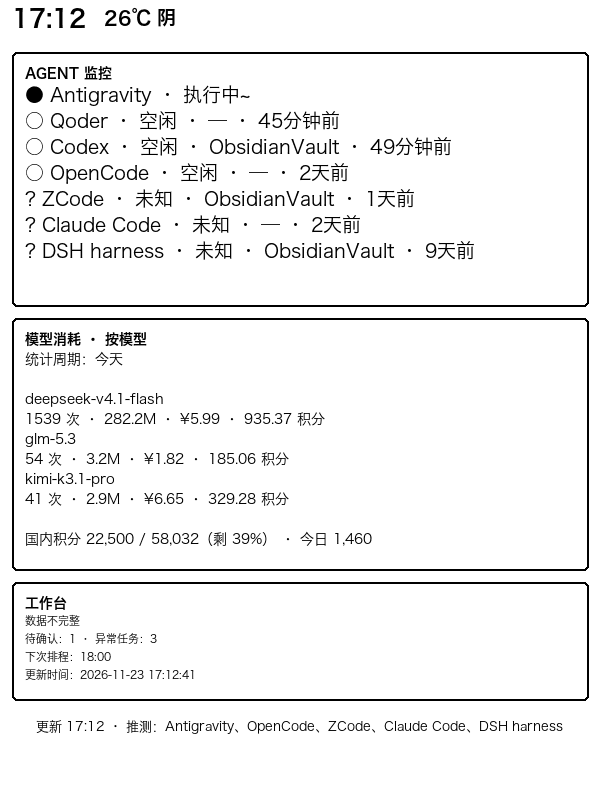 17:12 26℃ 阴
AGENT 监控
● Antigravity · 执行中~
○ Qoder · 空闲 · — · 45分钟前
○ Codex · 空闲 · ObsidianVault · 49分钟前
○ OpenCode · 空闲 · — · 2天前
? ZCode · 未知 · ObsidianVault · 1天前
? Claude Code · 未知 · — · 2天前
? DSH harness · 未知 · ObsidianVault · 9天前
模型消耗 · 按模型
统计周期：今天
deepseek-v4.1-flash
1539 次 · 282.2M · ¥5.99 · 935.37 积分
glm-5.3
54 次 · 3.2M · ¥1.82 · 185.06 积分
kimi-k3.1-pro
41 次 · 2.9M · ¥6.65 · 329.28 积分
国内积分 22,500 / 58,032（剩 39%） · 今日 1,460
工作台
数据不完整
待确认：1 · 异常任务：3
下次排程：18:00
更新时间：2026-11-23 17:12:41
更新 17:12 · 推测：Antigravity、OpenCode、ZCode、Claude Code、DSH harness